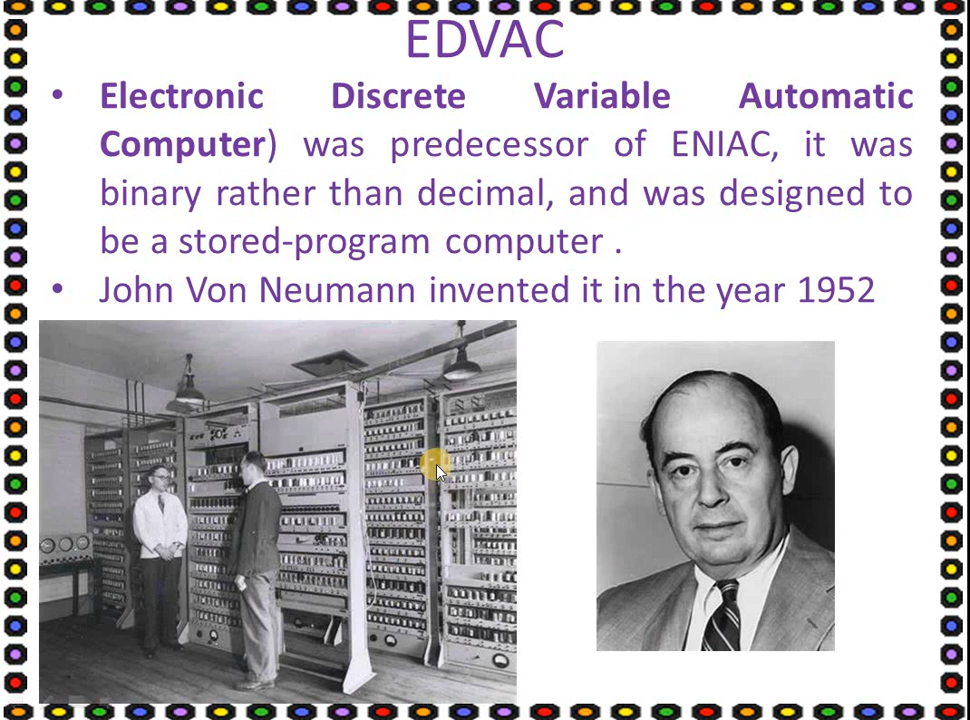 EDVAC
• Electronic Discrete Variable Automatic
Computer) was predecessor of ENIAC, it was
binary rather than decimal, and was designed to
be a stored-program computer .
• John Von Neumann invented it in the year 1952